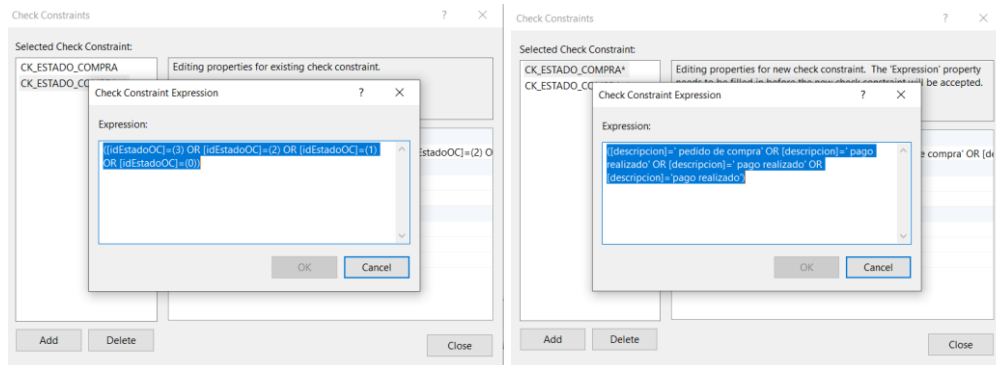 Check Constraints ? ×
Selected Check Constraint:
CK_ESTADO_COMPRA
CK_ESTADO_CO
Editing properties for existing check constraint.
Check Constraint Expression ? ×
Expression:
([idEstadoOC]=(3) OR [idEstadoOC]=(2) OR [idEstadoOC]=(1)
OR [idEstadoOC]=(0))
EstadoOC]=(2) O
OK Cancel
Add Delete
Close
Check Constraints ? ×
Selected Check Constraint:
CK_ESTADO_COMPRA*
CK_ESTADO_CO
Editing properties for new check constraint. The 'Expression' property
needs to be filled in before the new check constraint will be accepted.
Check Constraint Expression ? ×
Expression:
([descripcion]=' pedido de compra' OR [descripcion]=' pago
realizado' OR [descripcion]=' pago realizado' OR
[descripcion]='pago realizado')
e compra' OR [de
OK Cancel
Add Delete
Close